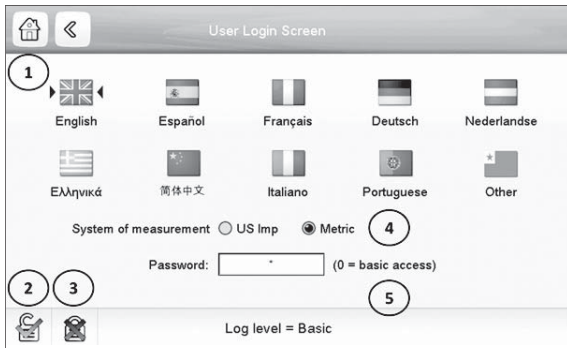 User Login Screen
1
English Español Français Deutsch Nederlandse
Ελληνικά 简体中文 Italiano Portuguese Other
System of measurement US Imp Metric 4
Password: * (0 = basic access)
2 3 5
Log level = Basic